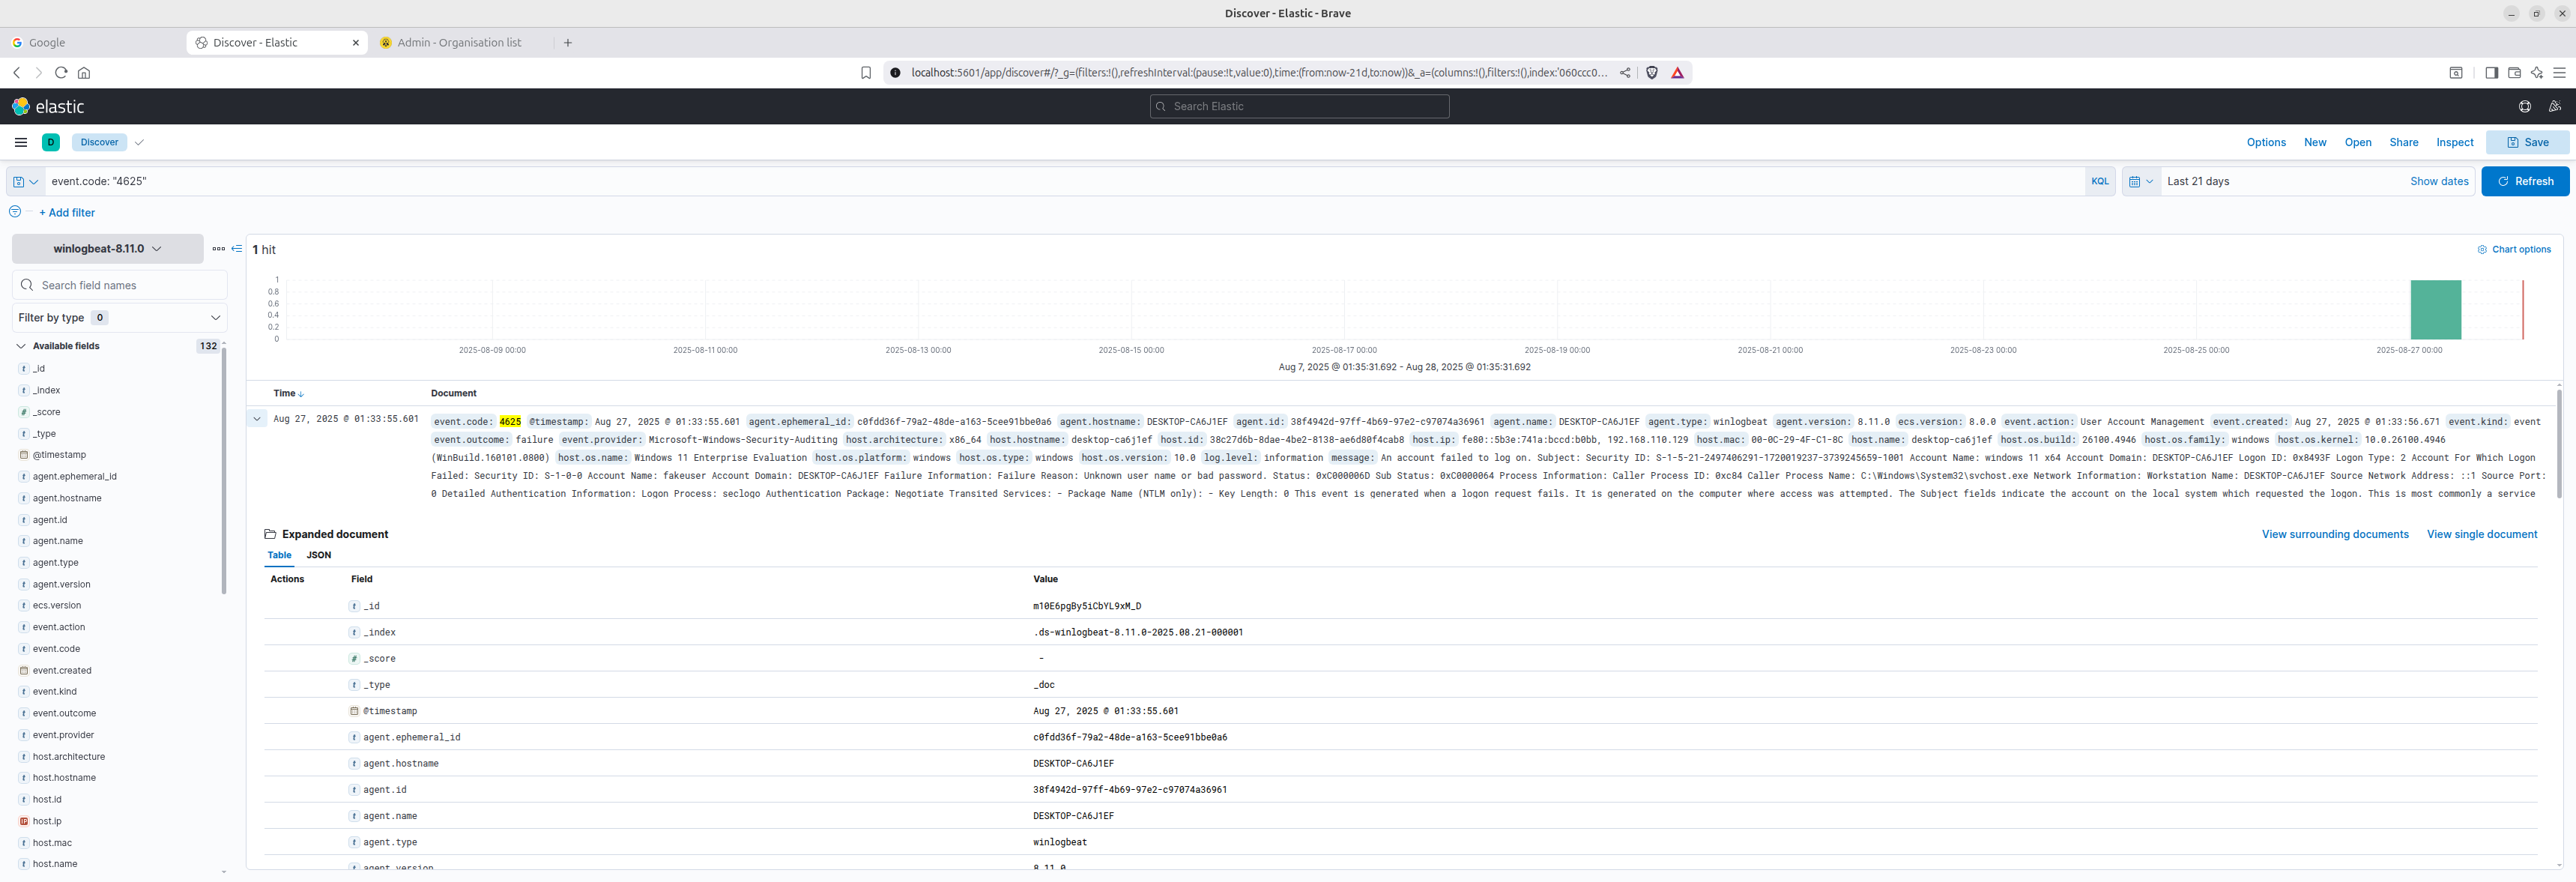 Discover - Elastic - Brave
Google
Discover - Elastic
Admin - Organisation list
localhost:5601/app/discover#/?_g=(filters:!(),refreshInterval:(pause:!t,value:0),time:(from:now-21d,to:now))&_a=(columns:!(),filters:!(),index:'060ccc0...
elastic
Search Elastic
D
Discover
Options New Open Share Inspect Save
event.code: "4625"
KQL
Last 21 days
Show dates
Refresh
+ Add filter
winlogbeat-8.11.0
1 hit
Chart options
Search field names
Filter by type 0
Available fields 132
_id
_index
_score
_type
@timestamp
agent.ephemeral_id
agent.hostname
agent.id
agent.name
agent.type
agent.version
ecs.version
event.action
event.code
event.created
event.kind
event.outcome
event.provider
host.architecture
host.hostname
host.id
host.ip
host.mac
host.name
1
0.8
0.6
0.4
0.2
0
2025-08-09 00:00 2025-08-11 00:00 2025-08-13 00:00 2025-08-15 00:00 2025-08-17 00:00 2025-08-19 00:00 2025-08-21 00:00 2025-08-23 00:00 2025-08-25 00:00 2025-08-27 00:00
Aug 7, 2025 @ 01:35:31.692 - Aug 28, 2025 @ 01:35:31.692
Time Document
Aug 27, 2025 @ 01:33:55.601
event.code: 4625 @timestamp: Aug 27, 2025 @ 01:33:55.601 agent.ephemeral_id: c0fdd36f-79a2-48de-a163-5cee91bbe0a6 agent.hostname: DESKTOP-CA6J1EF agent.id: 38f4942d-97ff-4b69-97e2-c97074a36961 agent.name: DESKTOP-CA6J1EF agent.type: winlogbeat agent.version: 8.11.0 ecs.version: 8.0.0 event.action: User Account Management event.created: Aug 27, 2025 @ 01:33:56.671 event.kind: event
event.outcome: failure event.provider: Microsoft-Windows-Security-Auditing host.architecture: x86_64 host.hostname: desktop-ca6j1ef host.id: 38c27d6b-8dae-4be2-8138-ae6d80f4cab8 host.ip: fe80::5b3e:741a:bccd:b0bb, 192.168.110.129 host.mac: 00-0C-29-4F-C1-8C host.name: desktop-ca6j1ef host.os.build: 26100.4946 host.os.family: windows host.os.kernel: 10.0.26100.4946
(WinBuild.160101.0800) host.os.name: Windows 11 Enterprise Evaluation host.os.platform: windows host.os.type: windows host.os.version: 10.0 log.level: information message: An account failed to log on. Subject: Security ID: S-1-5-21-2497406291-1720019237-3739245659-1001 Account Name: windows 11 x64 Account Domain: DESKTOP-CA6J1EF Logon ID: 0x8493F Logon Type: 2 Account For Which Logon
Failed: Security ID: S-1-0-0 Account Name: fakeuser Account Domain: DESKTOP-CA6J1EF Failure Information: Failure Reason: Unknown user name or bad password. Status: 0xC000006D Sub Status: 0xC0000064 Process Information: Caller Process ID: 0xc84 Caller Process Name: C:\Windows\System32\svchost.exe Network Information: Workstation Name: DESKTOP-CA6J1EF Source Network Address: ::1 Source Port:
0 Detailed Authentication Information: Logon Process: seclogo Authentication Package: Negotiate Transited Services: - Package Name (NTLM only): - Key Length: 0 This event is generated when a logon request fails. It is generated on the computer where access was attempted. The Subject fields indicate the account on the local system which requested the logon. This is most commonly a service
Expanded document
View surrounding documents View single document
Table JSON
Actions Field Value
_id m10E6pgBy5iCbYL9xM_D
_index .ds-winlogbeat-8.11.0-2025.08.21-000001
_score -
_type _doc
@timestamp Aug 27, 2025 @ 01:33:55.601
agent.ephemeral_id c0fdd36f-79a2-48de-a163-5cee91bbe0a6
agent.hostname DESKTOP-CA6J1EF
agent.id 38f4942d-97ff-4b69-97e2-c97074a36961
agent.name DESKTOP-CA6J1EF
agent.type winlogbeat
agent.version 8.11.0